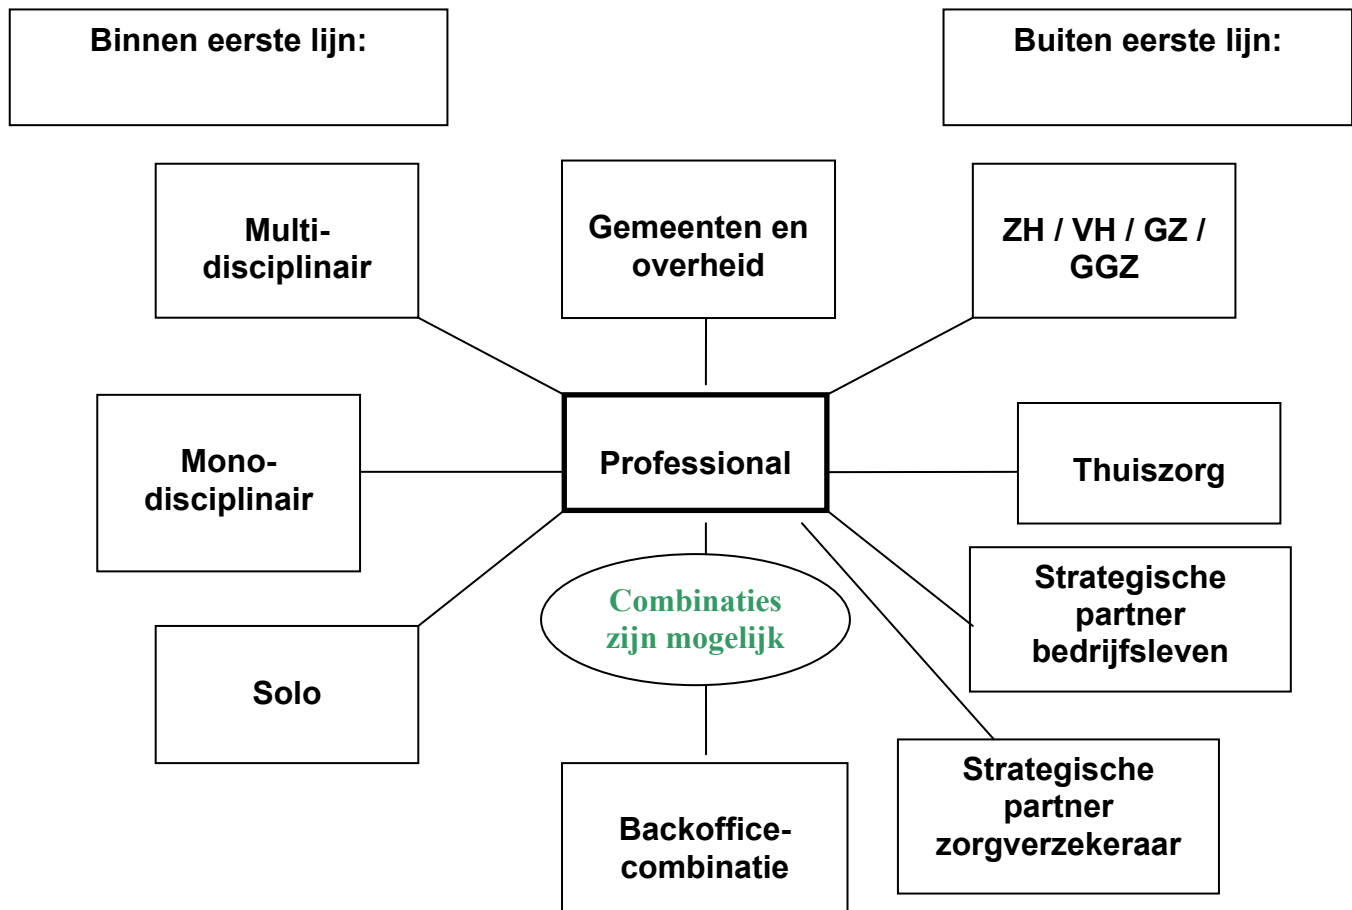 Binnen eerste lijn:
Buiten eerste lijn:
Multi-
disciplinair
Gemeenten en
overheid
ZH / VH / GZ /
GGZ
Mono-
disciplinair
Professional
Thuiszorg
Combinaties
zijn mogelijk
Strategische
partner
bedrijfsleven
Solo
Backoffice-
combinatie
Strategische
partner
zorgverzekeraar